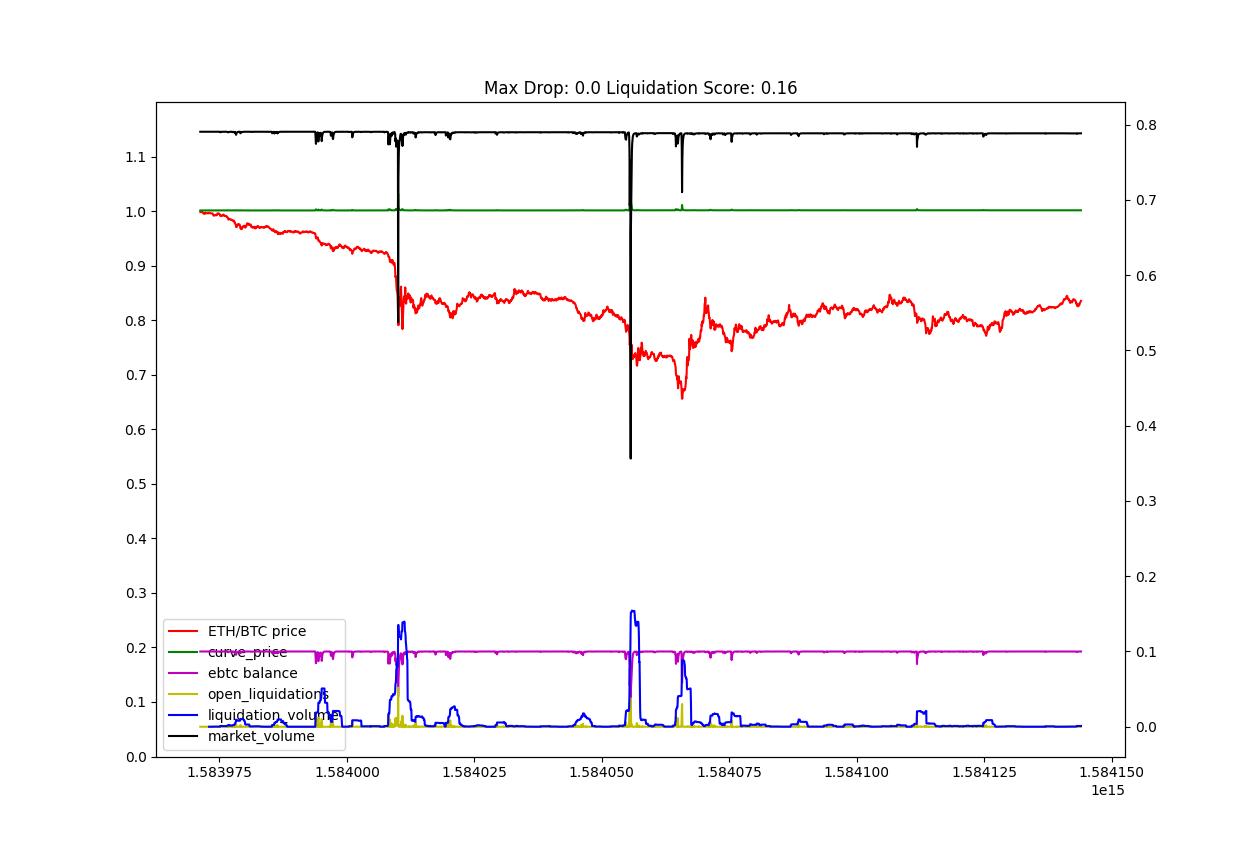 Max Drop: 0.0 Liquidation Score: 0.16
1.1
1.0
0.9
0.8
0.7
0.6
0.5
0.4
0.3
0.2
0.1
0.0
0.8
0.7
0.6
0.5
0.4
0.3
0.2
0.1
0.0
ETH/BTC price
curve_price
ebtc balance
open_liquidations
liquidation_volume
market_volume
1.583975 1.584000 1.584025 1.584050 1.584075 1.584100 1.584125 1.584150
1e15